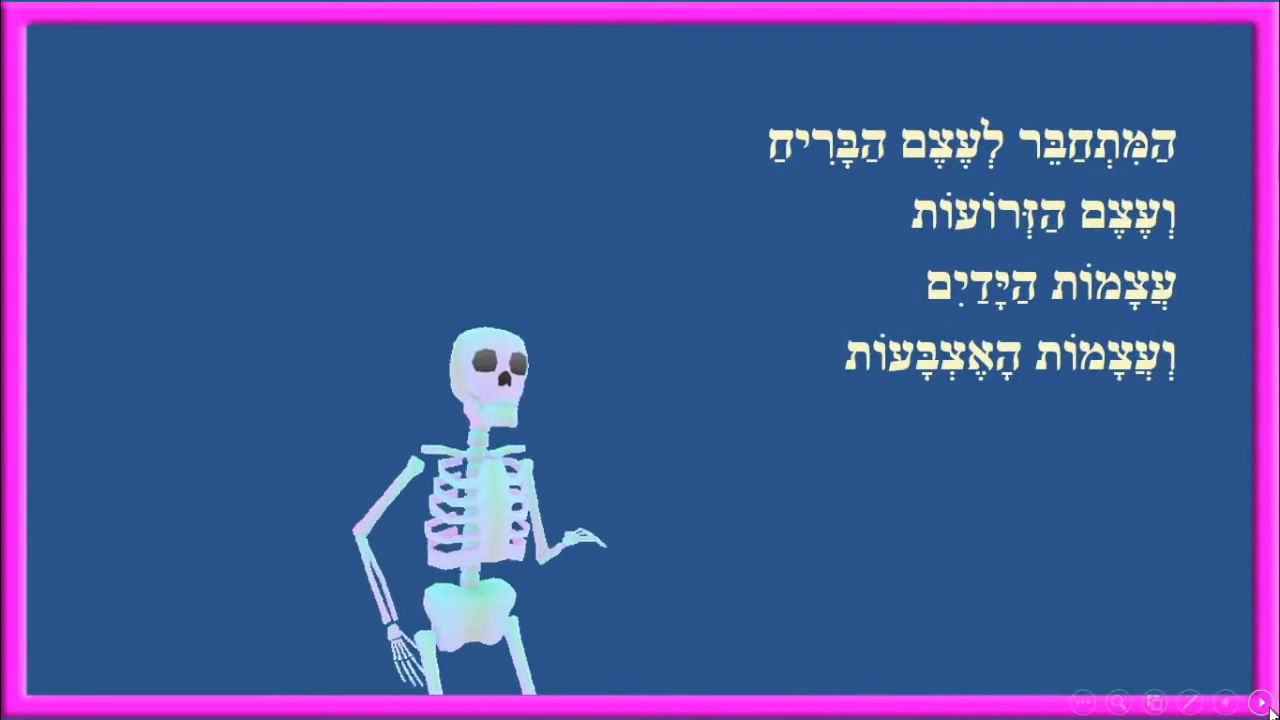 הַמִּתְחַבֵּר לְעֶצֶם הַבָּרִיחַ
וְעֶצֶם הַזְּרוֹעוֹת
עֲצָמוֹת הַיָּדַיִם
וְעֲצָמוֹת הָאֶצְבָּעוֹת